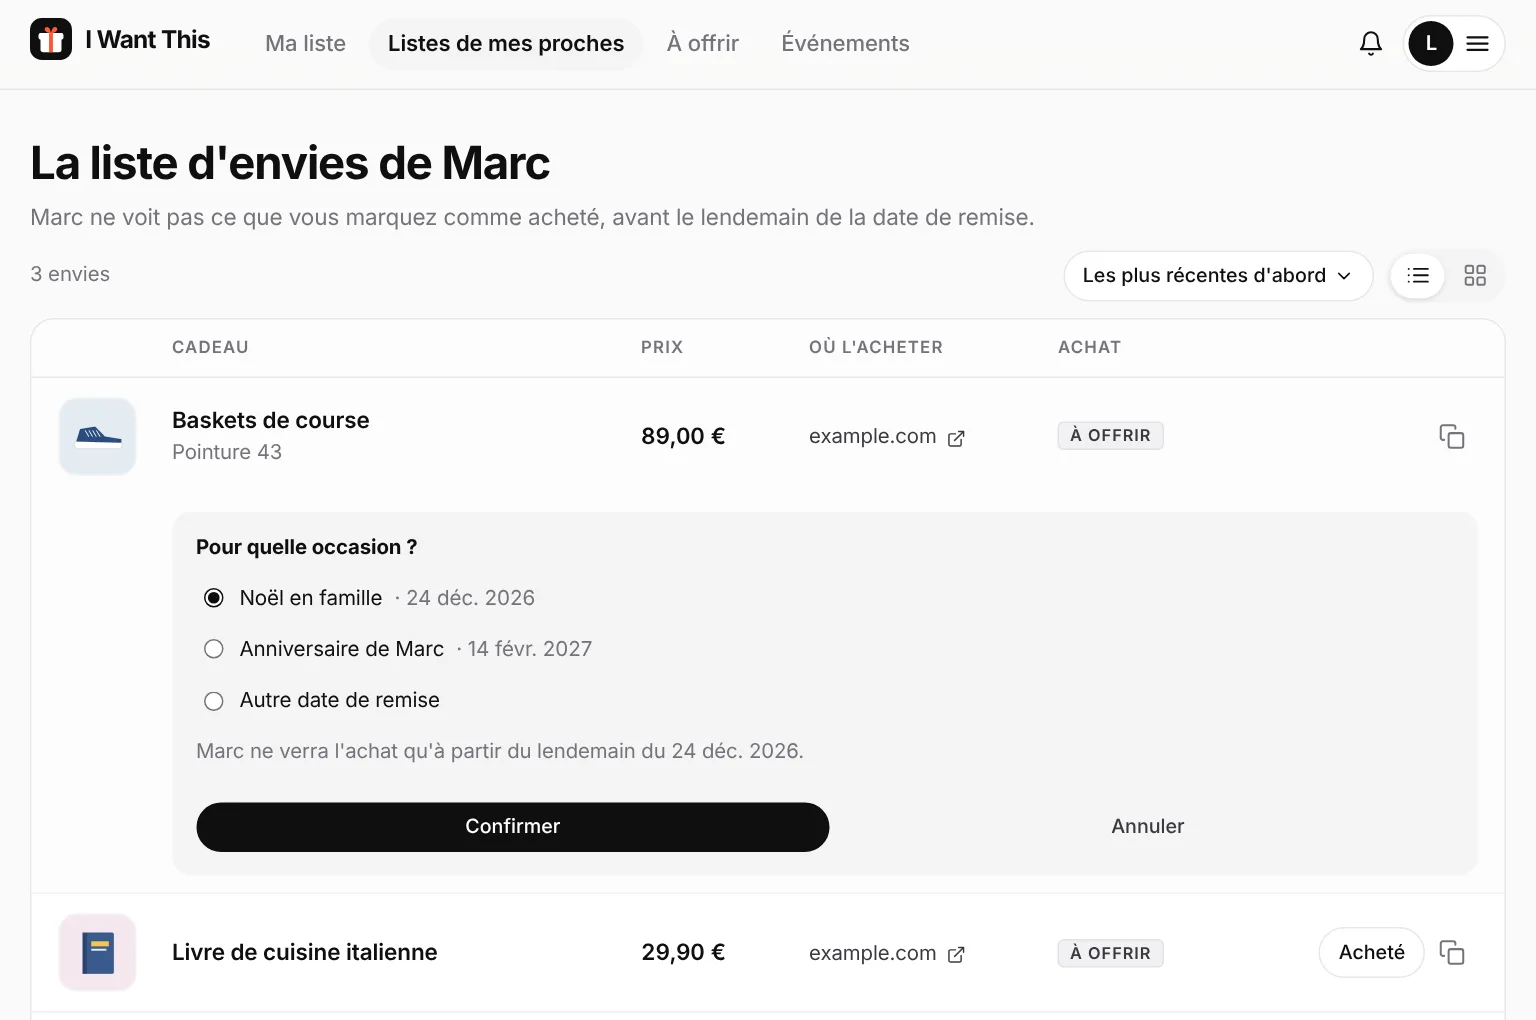 I Want This
Ma liste
Listes de mes proches
À offrir
Événements
L
La liste d'envies de Marc
Marc ne voit pas ce que vous marquez comme acheté, avant le lendemain de la date de remise.
3 envies
Les plus récentes d'abord
CADEAU
PRIX
OÙ L'ACHETER
ACHAT
Baskets de course
Pointure 43
89,00 €
example.com
À OFFRIR
Pour quelle occasion ?
Noël en famille · 24 déc. 2026
Anniversaire de Marc · 14 févr. 2027
Autre date de remise
Marc ne verra l'achat qu'à partir du lendemain du 24 déc. 2026.
Confirmer
Annuler
Livre de cuisine italienne
29,90 €
example.com
À OFFRIR
Acheté